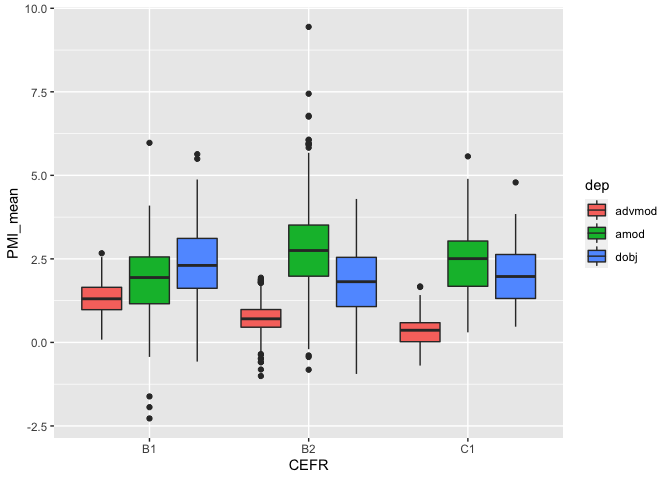 10.0
7.5
5.0
2.5
0.0
-2.5
PMI_mean
B1
B2
C1
CEFR
dep
advmod
amod
dobj